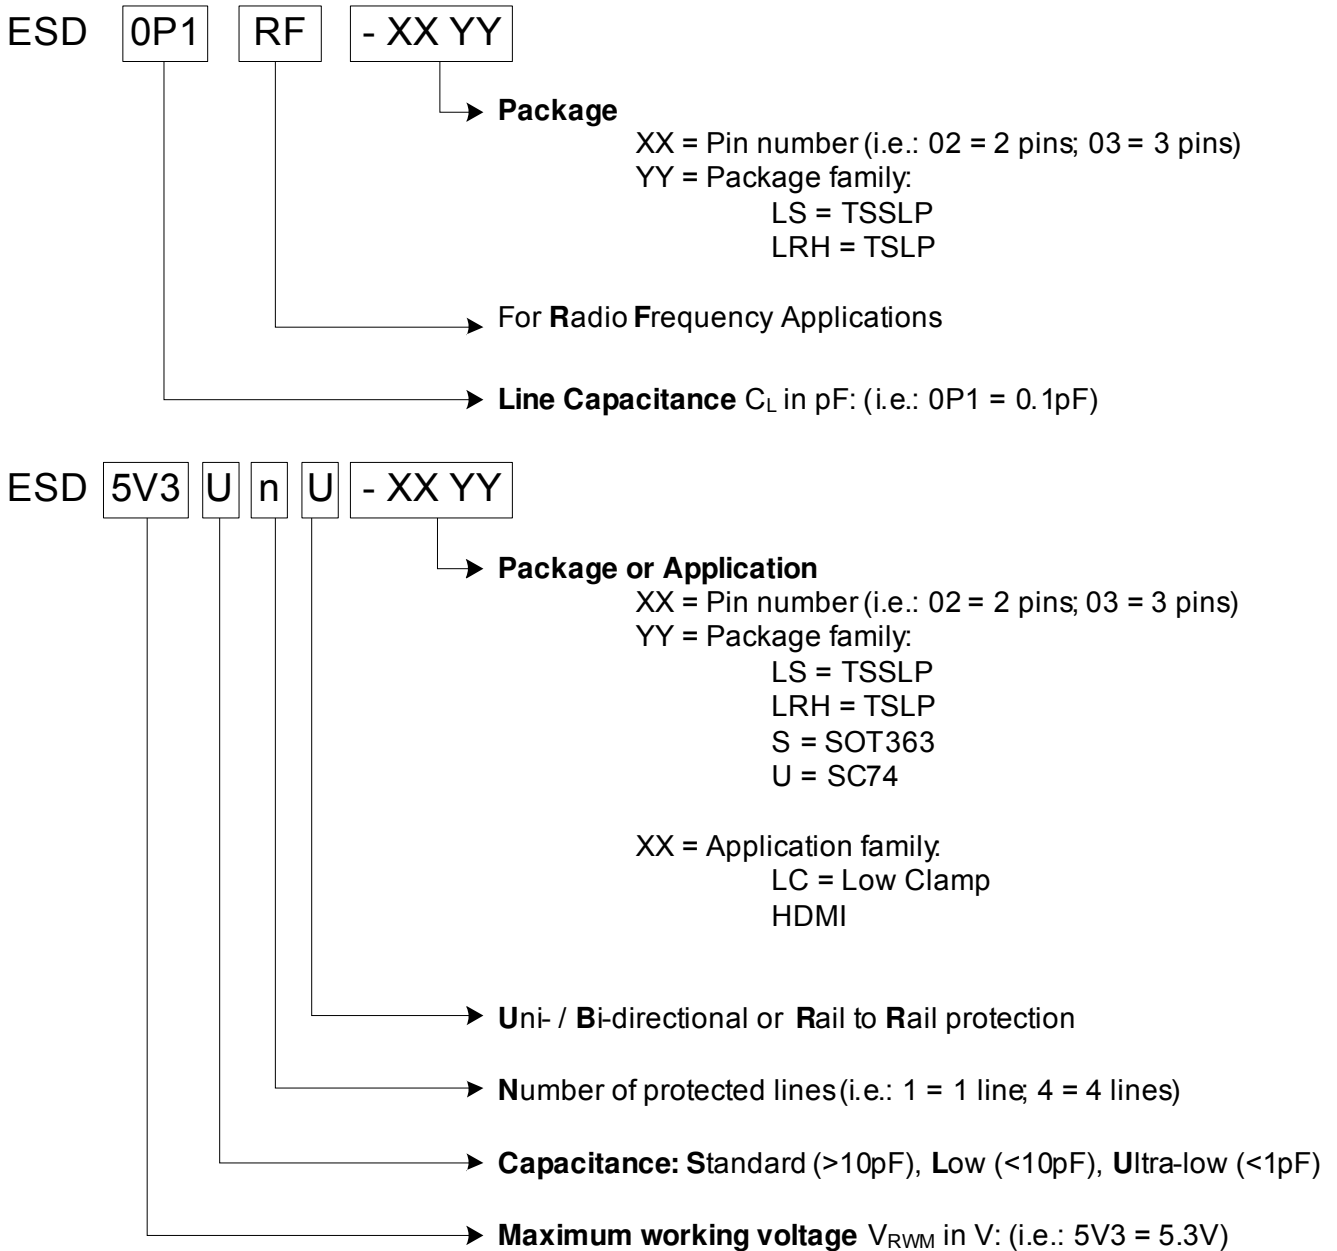 ESD 0P1 RF - XX YY
Package
XX = Pin number (i.e.: 02 = 2 pins; 03 = 3 pins)
YY = Package family:
LS = TSSLP
LRH = TSLP
For Radio Frequency Applications
Line Capacitance CL in pF: (i.e.: 0P1 = 0.1pF)
ESD 5V3 U n U - XX YY
Package or Application
XX = Pin number (i.e.: 02 = 2 pins; 03 = 3 pins)
YY = Package family:
LS = TSSLP
LRH = TSLP
S = SOT363
U = SC74
XX = Application family:
LC = Low Clamp
HDMI
Uni- / Bi-directional or Rail to Rail protection
Number of protected lines (i.e.: 1 = 1 line; 4 = 4 lines)
Capacitance: Standard (>10pF), Low (<10pF), Ultra-low (<1pF)
Maximum working voltage VRWM in V: (i.e.: 5V3 = 5.3V)